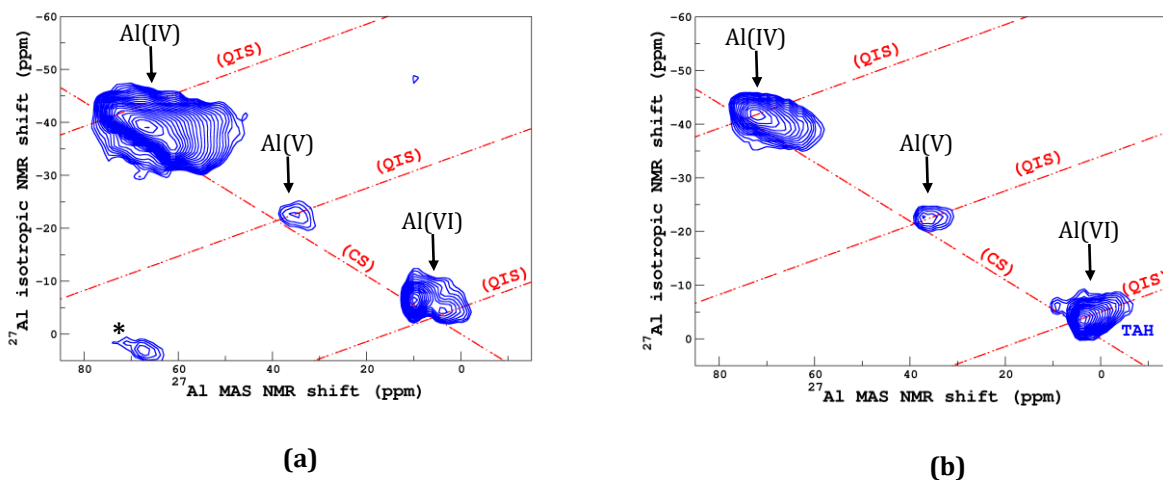 -60
-50
-40
-30
-20
-10
0
²⁷Al isotropic NMR shift (ppm)
Al(IV)
(QIS)
Al(V)
(QIS)
Al(VI)
(CS)
(QIS)
*
80
60
40
20
0
²⁷Al MAS NMR shift (ppm)
(a)
-60
-50
-40
-30
-20
-10
0
²⁷Al isotropic NMR shift (ppm)
Al(IV)
(QIS)
Al(V)
(QIS)
Al(VI)
(CS)
(QIS)
TAH
80
60
40
20
0
²⁷Al MAS NMR shift (ppm)
(b)